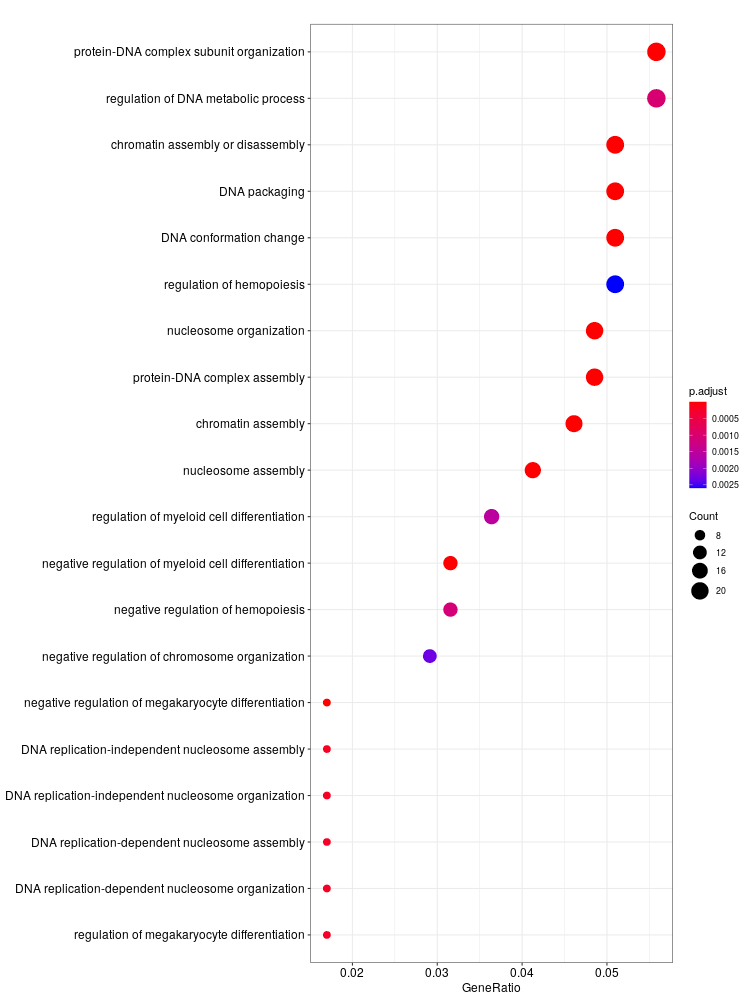 protein-DNA complex subunit organization
regulation of DNA metabolic process
chromatin assembly or disassembly
DNA packaging
DNA conformation change
regulation of hemopoiesis
nucleosome organization
protein-DNA complex assembly
chromatin assembly
nucleosome assembly
regulation of myeloid cell differentiation
negative regulation of myeloid cell differentiation
negative regulation of hemopoiesis
negative regulation of chromosome organization
negative regulation of megakaryocyte differentiation
DNA replication-independent nucleosome assembly
DNA replication-independent nucleosome organization
DNA replication-dependent nucleosome assembly
DNA replication-dependent nucleosome organization
regulation of megakaryocyte differentiation
0.02 0.03 0.04 0.05
GeneRatio
p.adjust
0.0005
0.0010
0.0015
0.0020
0.0025
Count
8
12
16
20